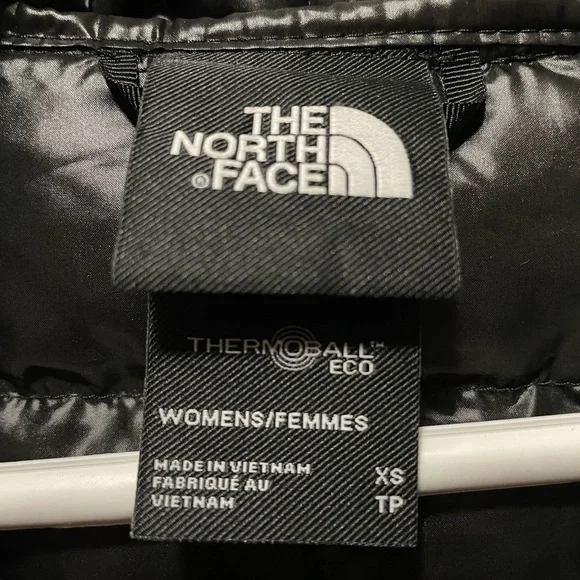 THE
NORTH
®FACE
THERMOBALL™
ECO
WOMENS/FEMMES
MADE IN VIETNAM XS
FABRIQUÉ AU
VIETNAM TP